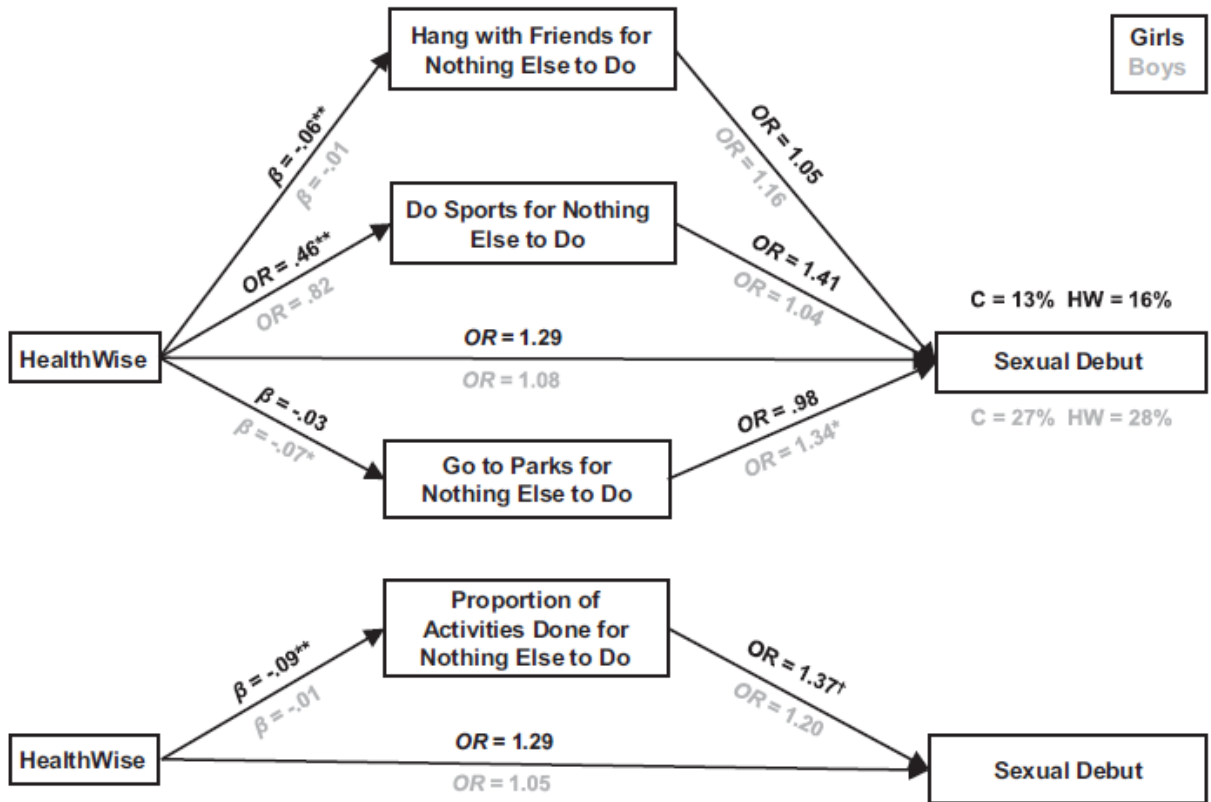 Hang with Friends for
Nothing Else to Do
Girls
Boys
β = -.06**
β = -.01
OR = 1.05
OR = 1.16
Do Sports for Nothing
Else to Do
OR = .46**
OR = .82
OR = 1.41
OR = 1.04
C = 13% HW = 16%
HealthWise
OR = 1.29
OR = 1.08
Sexual Debut
C = 27% HW = 28%
β = -.03
β = -.07*
OR = .98
OR = 1.34*
Go to Parks for
Nothing Else to Do
Proportion of
Activities Done for
Nothing Else to Do
β = -.09**
β = -.01
OR = 1.37†
OR = 1.20
HealthWise
OR = 1.29
OR = 1.05
Sexual Debut